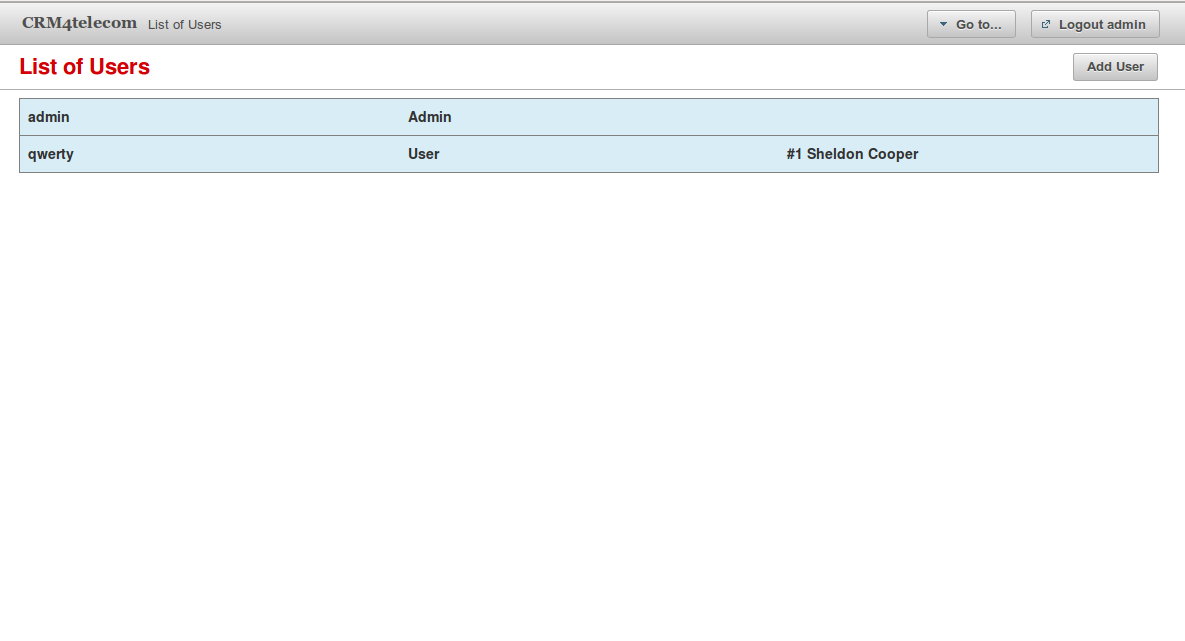 CRM4telecom List of Users Go to... Logout admin
List of Users Add User
admin Admin
qwerty User #1 Sheldon Cooper